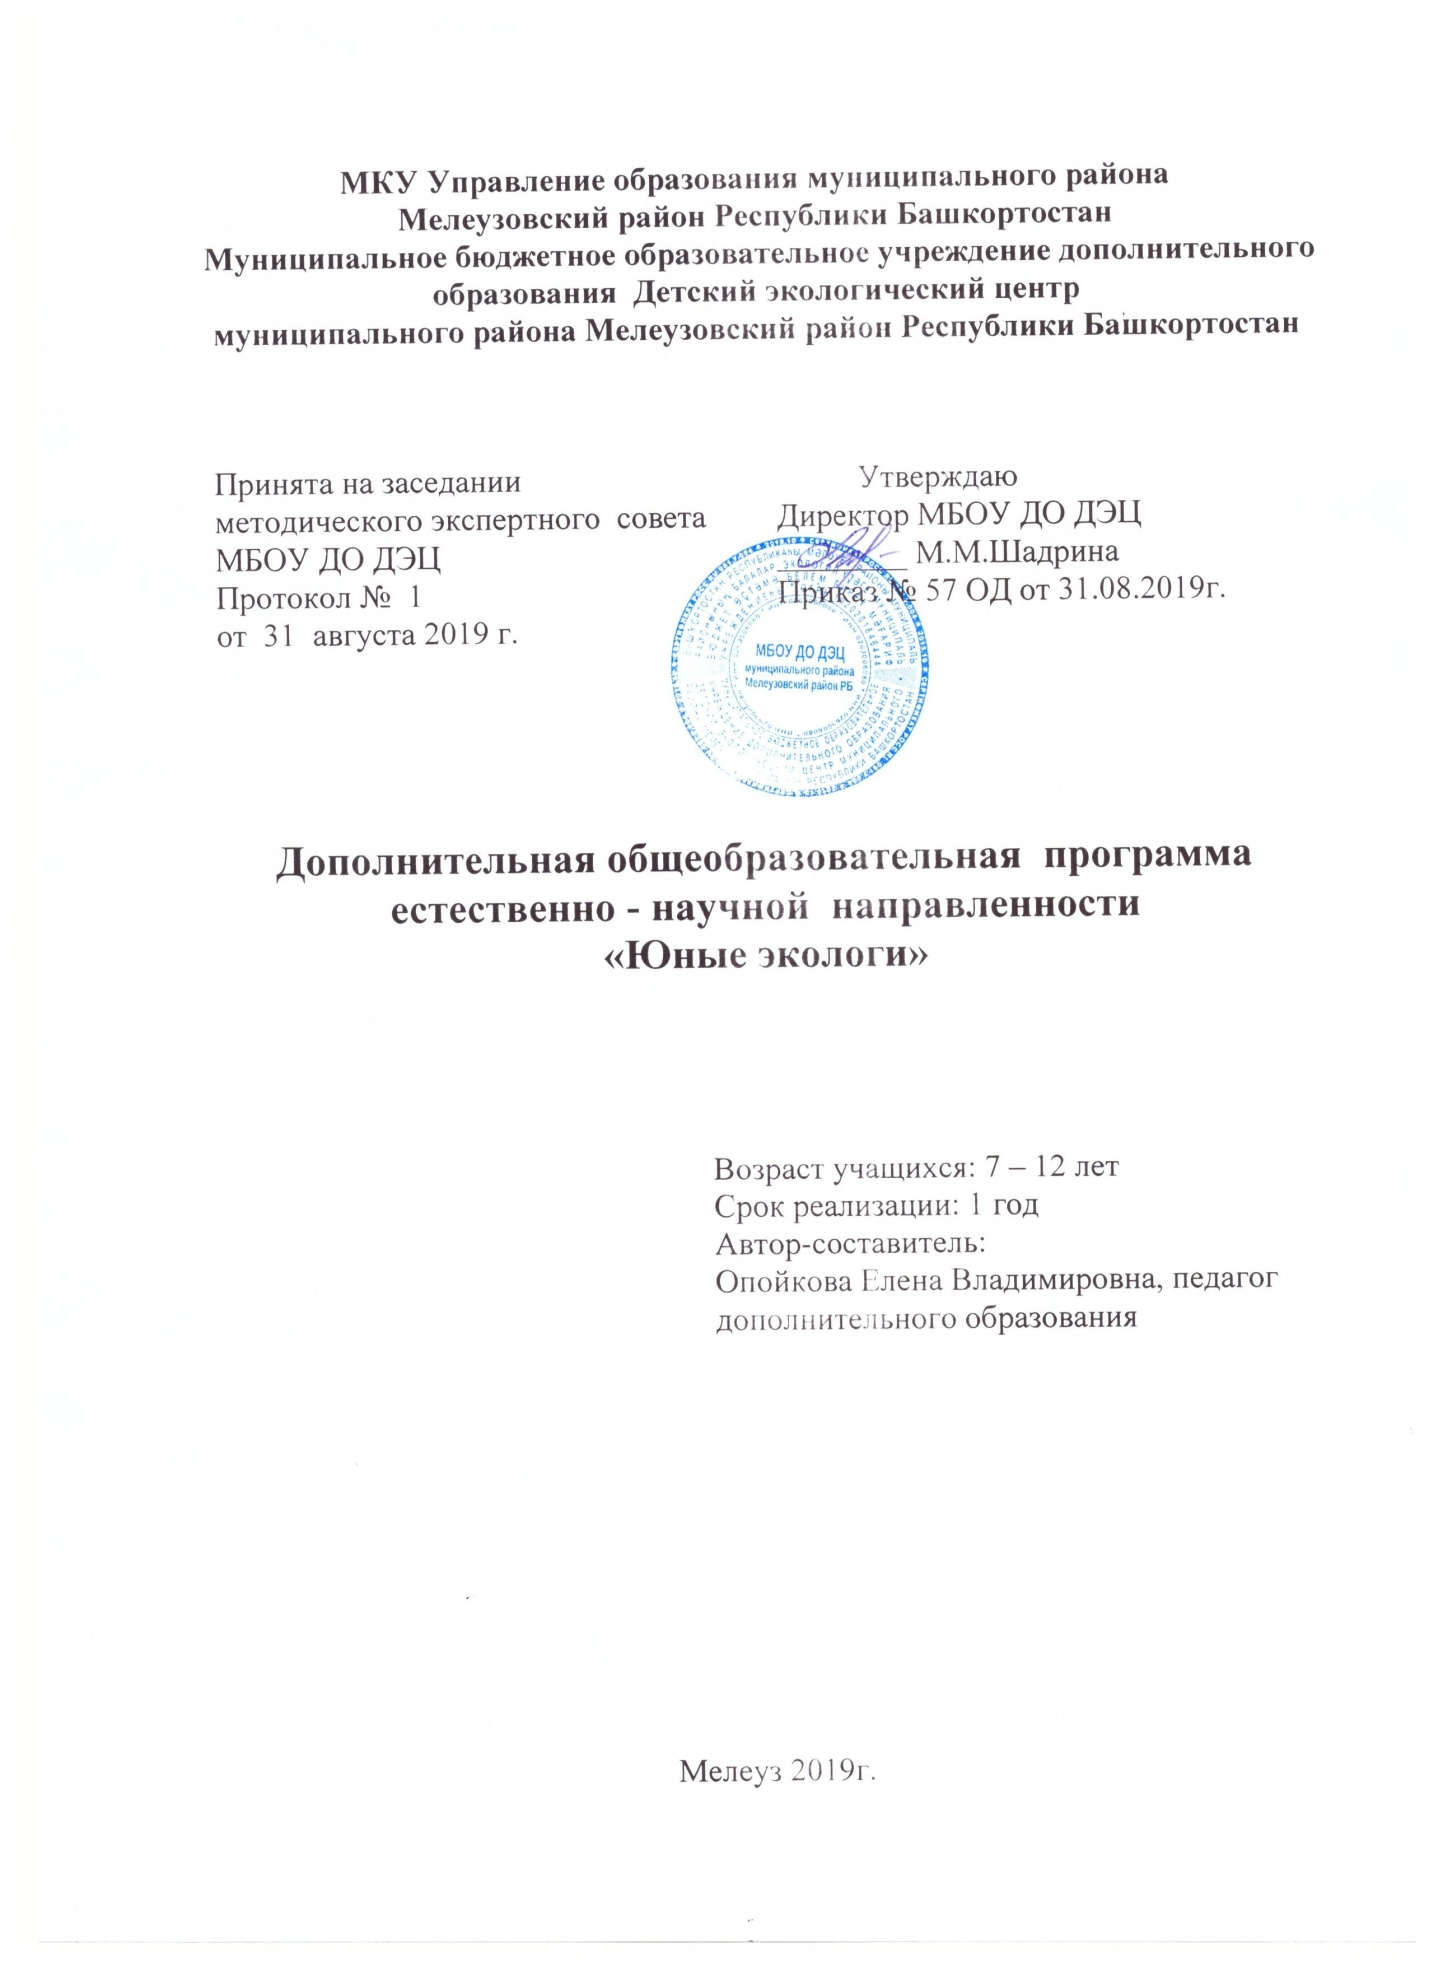 МКУ Управление образования муниципального района
Мелеузовский район Республики Башкортостан
Муниципальное бюджетное образовательное учреждение дополнительного
образования Детский экологический центр
муниципального района Мелеузовский район Республики Башкортостан
Принята на заседании
методического экспертного совета
МБОУ ДО ДЭЦ
Протокол № 1
от 31 августа 2019 г.
Утверждаю
Директор МБОУ ДО ДЭЦ
________ М.М.Шадрина
Приказ № 57 ОД от 31.08.2019г.
МБОУ ДО ДЭЦ
муниципального района
Мелеузовский район РБ
Дополнительная общеобразовательная программа
естественно - научной направленности
«Юные экологи»
Возраст учащихся: 7 – 12 лет
Срок реализации: 1 год
Автор-составитель:
Опойкова Елена Владимировна, педагог
дополнительного образования
Мелеуз 2019г.